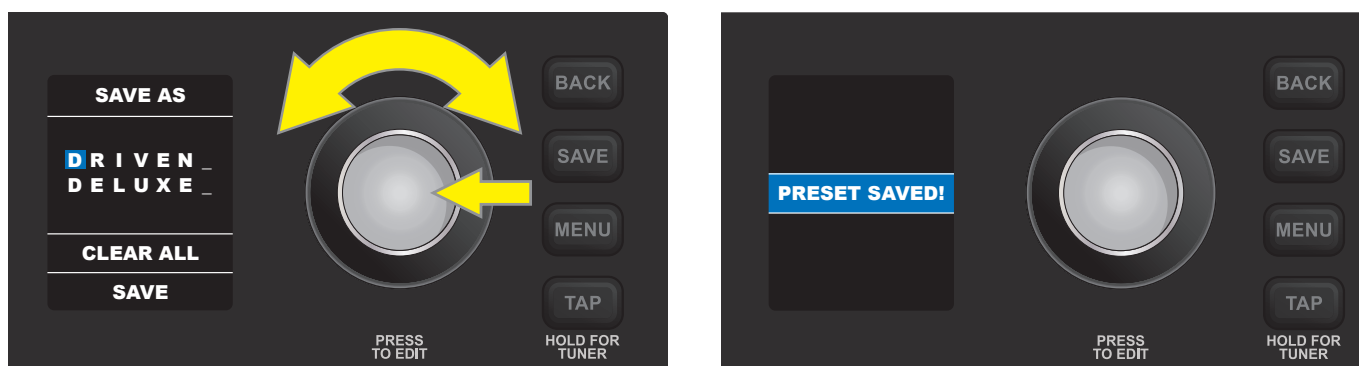 SAVE AS
DRIVEN_
DELUXE_
CLEAR ALL
SAVE
BACK
SAVE
MENU
TAP
PRESS
TO EDIT
HOLD FOR
TUNER
PRESET SAVED!
BACK
SAVE
MENU
TAP
PRESS
TO EDIT
HOLD FOR
TUNER